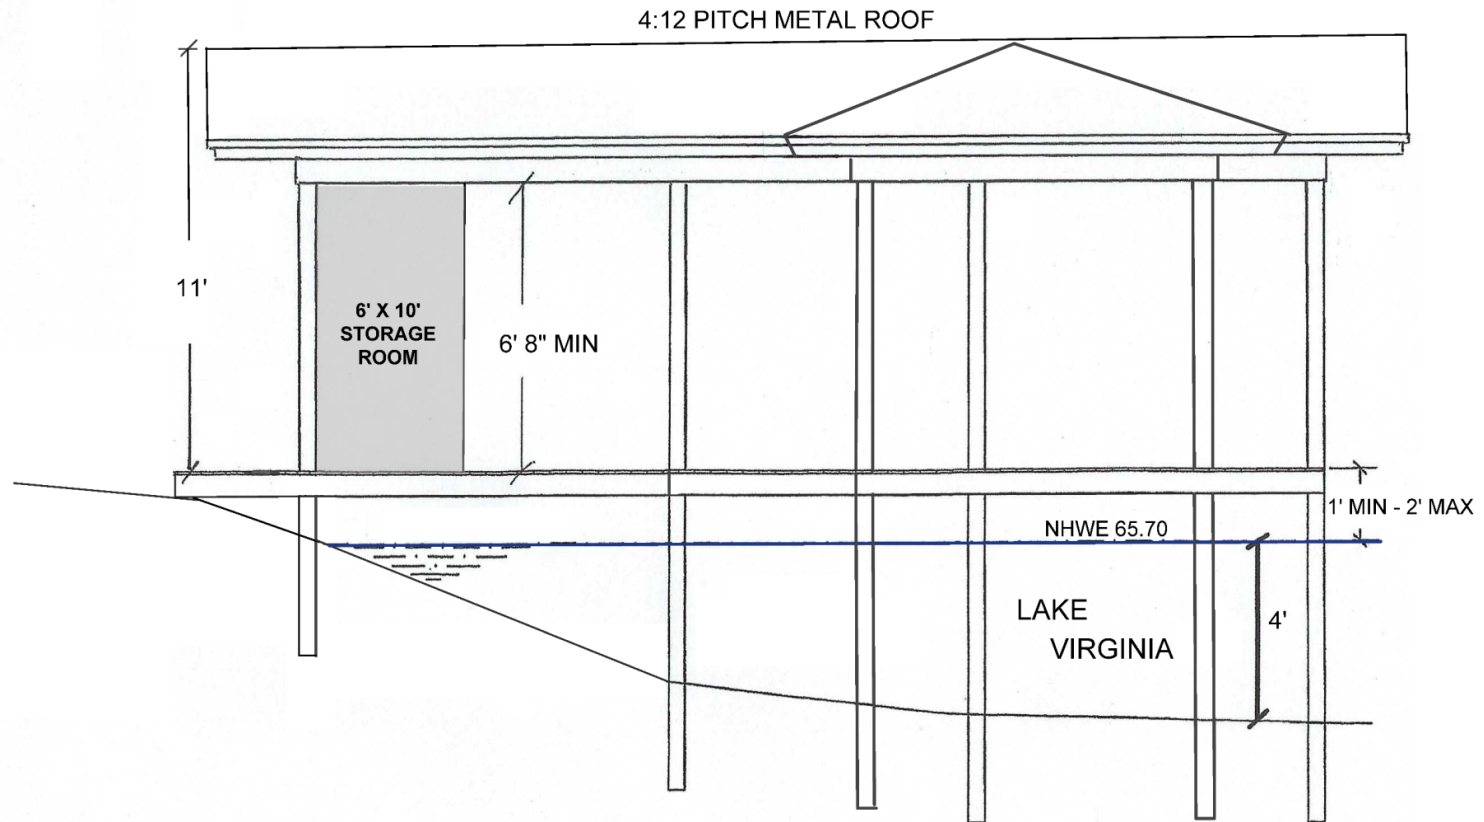 4:12 PITCH METAL ROOF
11'
6' X 10'
STORAGE
ROOM
6' 8" MIN
1' MIN - 2' MAX
NHWE 65.70
LAKE
VIRGINIA
4'